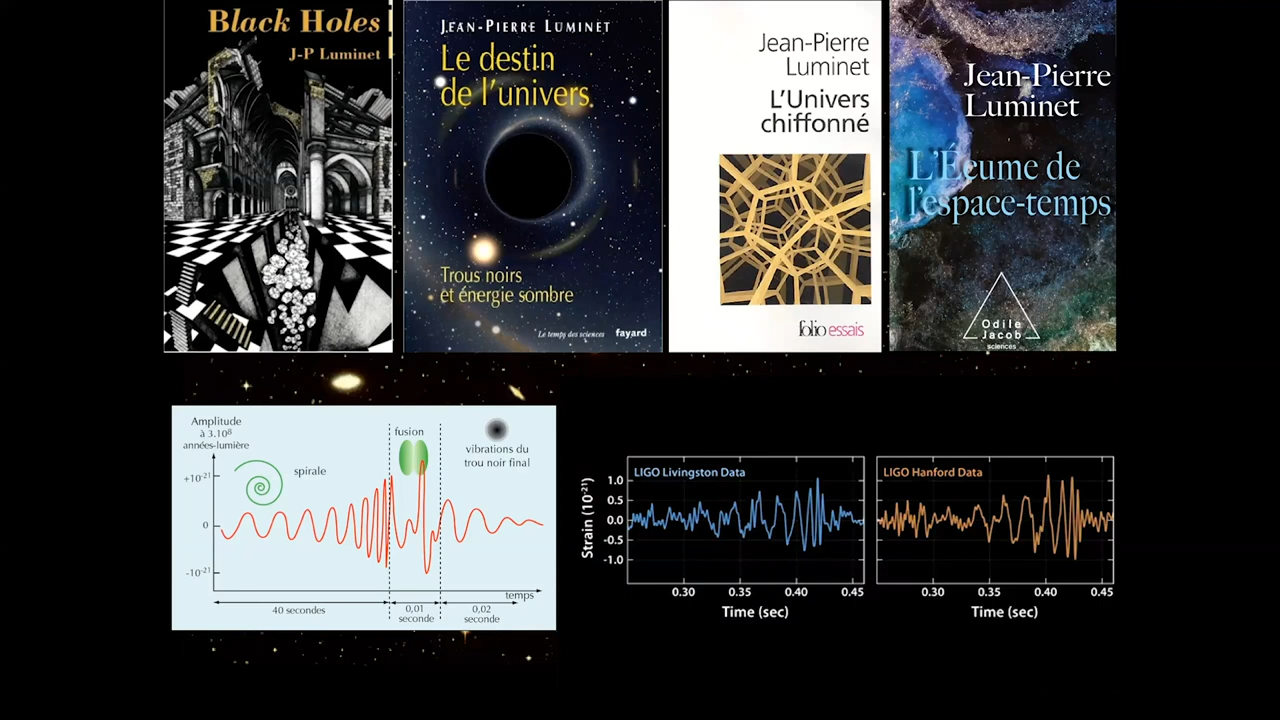 Black Holes
J-P Luminet
JEAN-PIERRE LUMINET
Le destin
de l'univers
Trous noirs
et énergie sombre
Le temps des sciences
fayard
Jean-Pierre
Luminet
L'Univers
chiffonné
folio essais
Jean-Pierre
Luminet
L'Écume de
l'espace-temps
Odile
Jacob
sciences
Amplitude
à 3.10⁸
années-lumière
+10⁻²¹
0
-10⁻²¹
spirale
fusion
vibrations du
trou noir final
temps
40 secondes
0,01
seconde
0,02
seconde
LIGO Livingston Data
Strain (10⁻²¹)
1.0
0.5
0.0
-0.5
-1.0
0.30 0.35 0.40 0.45
Time (sec)
LIGO Hanford Data
0.30 0.35 0.40 0.45
Time (sec)